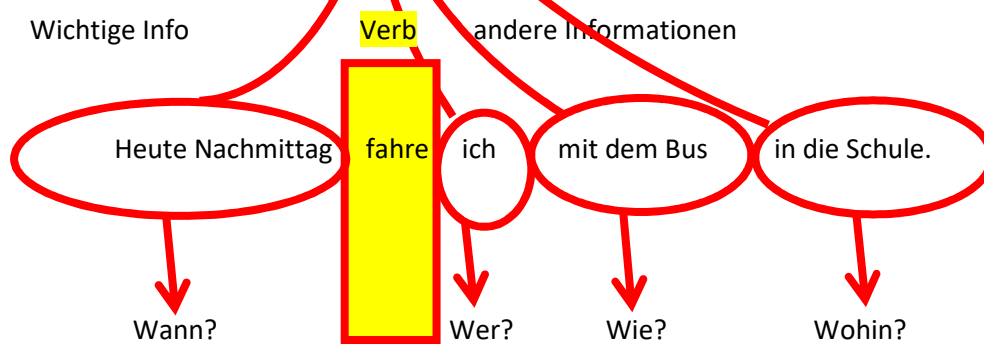 Wichtige Info Verb andere Informationen
Heute Nachmittag fahre ich mit dem Bus in die Schule.
Wann? Wer? Wie? Wohin?